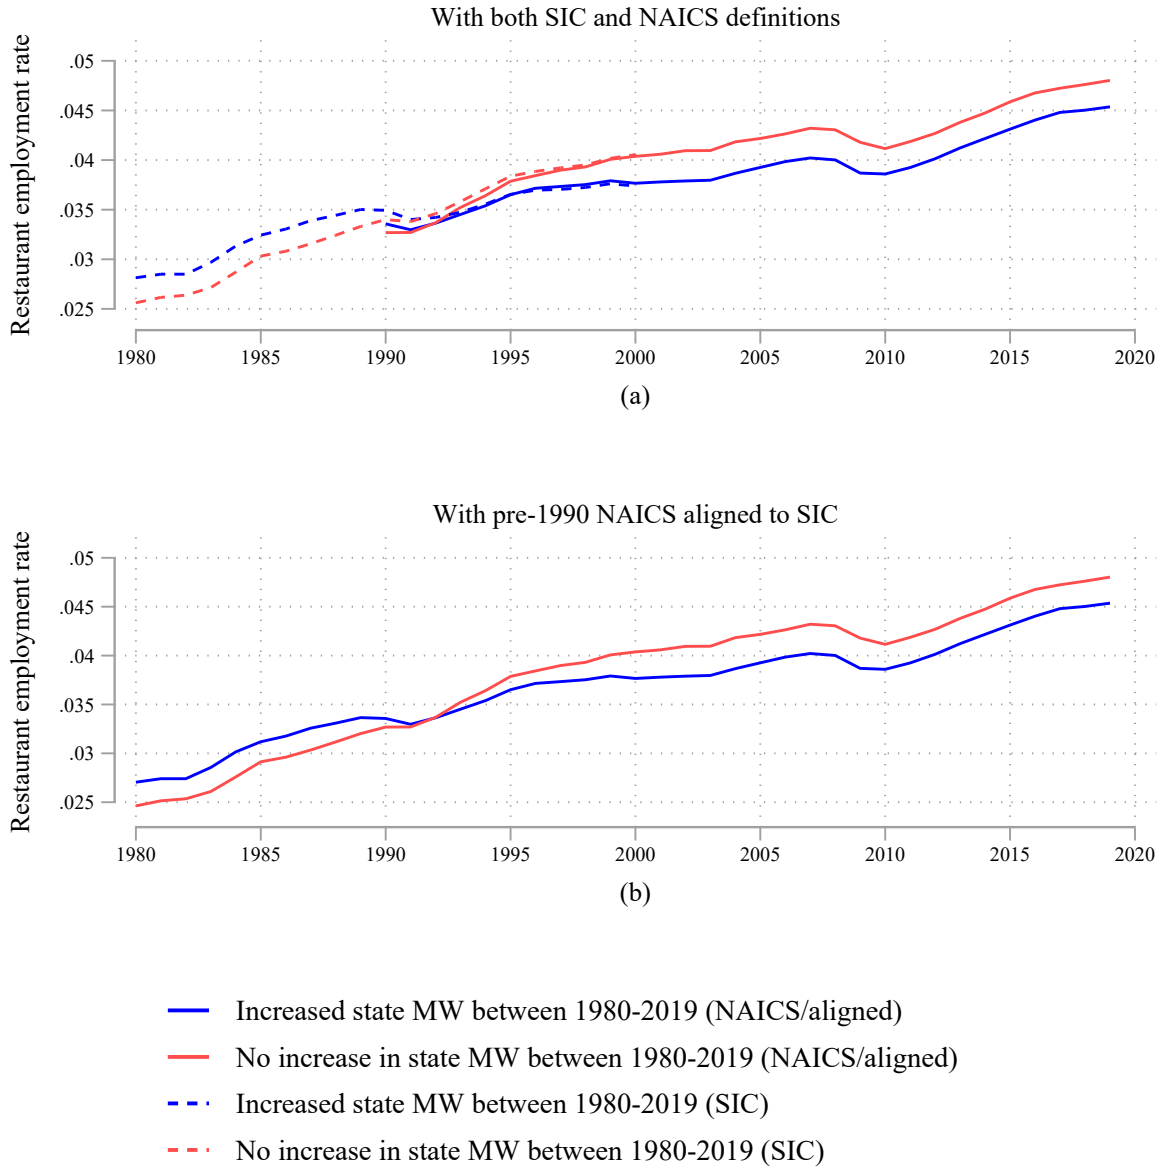 With both SIC and NAICS definitions
Restaurant employment rate
.05
.045
.04
.035
.03
.025
1980 1985 1990 1995 2000 2005 2010 2015 2020
(a)
With pre-1990 NAICS aligned to SIC
Restaurant employment rate
.05
.045
.04
.035
.03
.025
1980 1985 1990 1995 2000 2005 2010 2015 2020
(b)
Increased state MW between 1980-2019 (NAICS/aligned)
No increase in state MW between 1980-2019 (NAICS/aligned)
Increased state MW between 1980-2019 (SIC)
No increase in state MW between 1980-2019 (SIC)